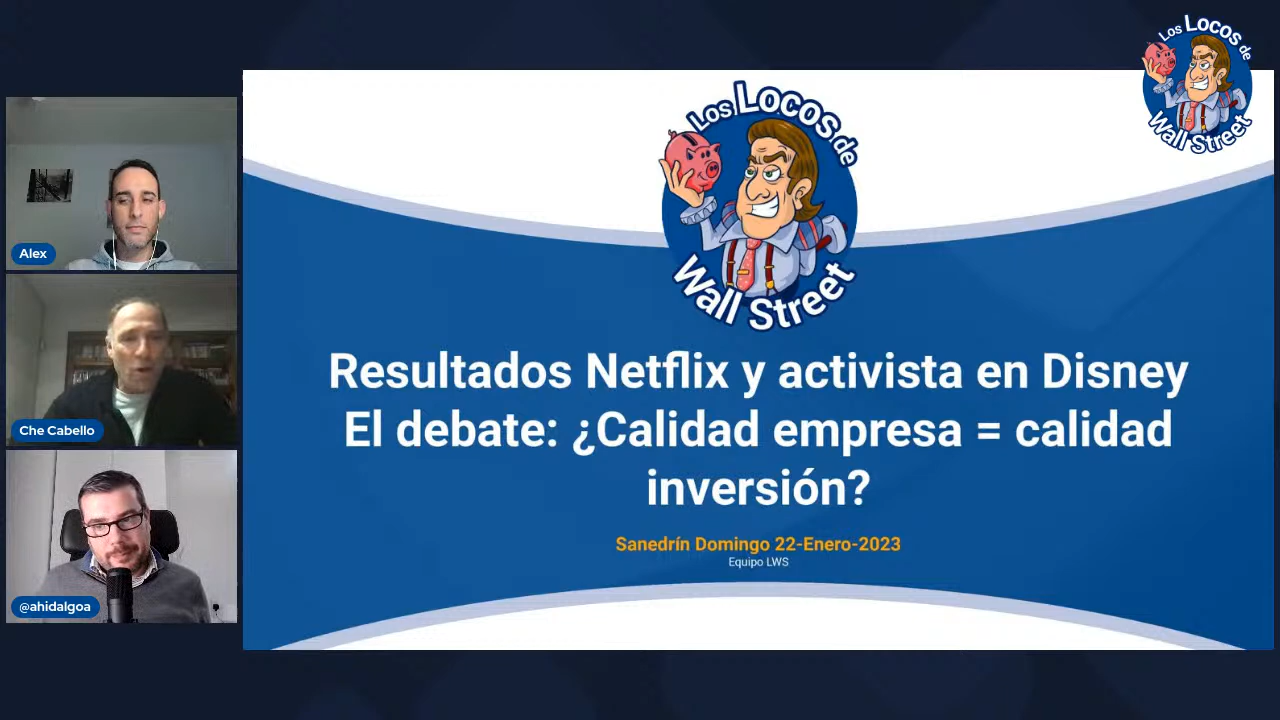 Los Locos de
Wall Street
Alex
Che Cabello
@ahidalgoa
Los Locos de
Wall Street
Resultados Netflix y activista en Disney
El debate: ¿Calidad empresa = calidad
inversión?
Sanedrín Domingo 22-Enero-2023
Equipo LWS